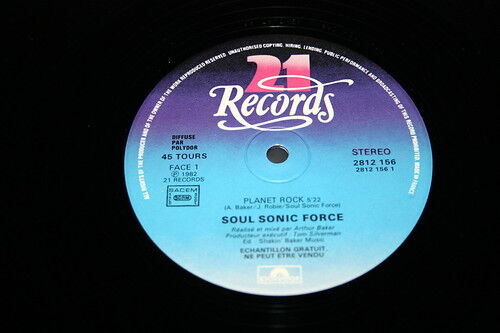 ALL RIGHTS OF THE PRODUCER AND OF THE OWNER OF THE WORK REPRODUCED RESERVED. UNAUTHORISED COPYING, HIRING, LENDING, PUBLIC PERFORMANCE AND BROADCASTING OF THIS RECORD PROHIBITED. MADE IN FRANCE
21
Records
DIFFUSE
PAR
POLYDOR
45 TOURS
FACE 1
℗ 1982
21 RECORDS
SACEM
STEREO
2812 156
2812 156 1
PLANET ROCK 5'22
(A. Baker/J. Robie/Soul Sonic Force)
SOUL SONIC FORCE
Réalisé et mixé par Arthur Baker
Producteur exécutif : Tom Silverman
Ed. : Shakin' Baker Music.
ECHANTILLON GRATUIT.
NE PEUT ETRE VENDU